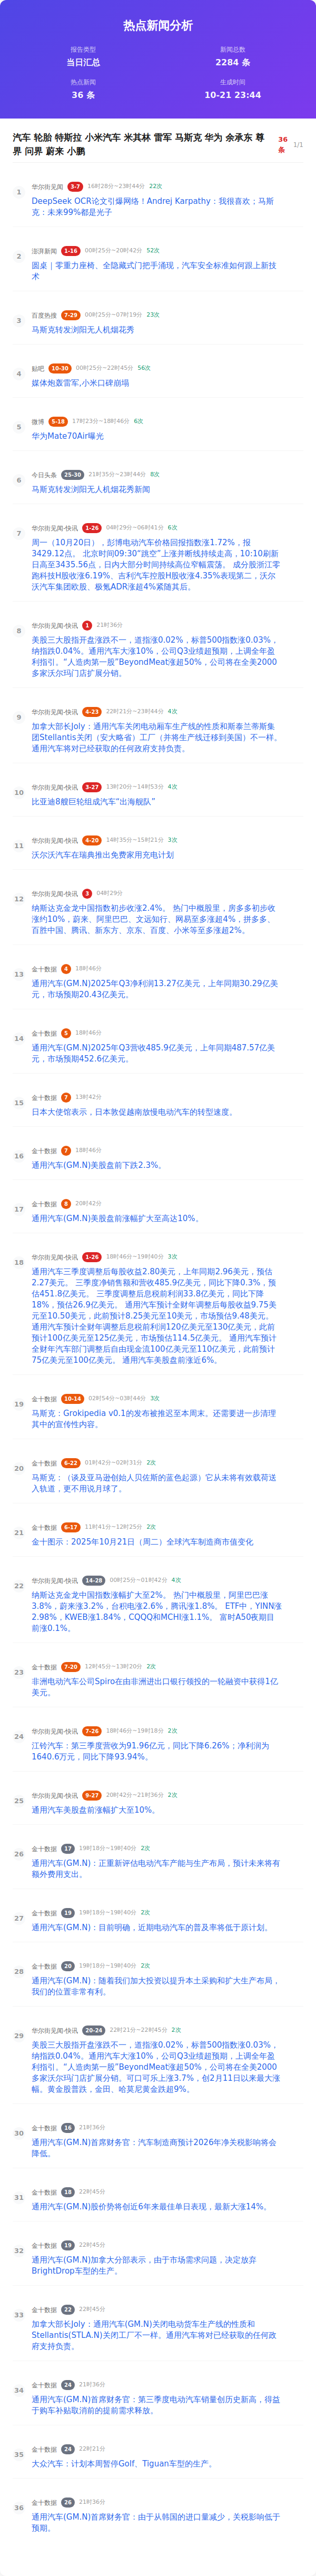 热点新闻分析
报告类型
新闻总数
当日汇总
2284 条
热点新闻
生成时间
36 条
10-21 23:44
汽车 轮胎 特斯拉 小米汽车 米其林 雷军 马斯克 华为 余承东 尊
界 问界 蔚来 小鹏
36
条
1/1
1
华尔街见闻 3-7 16时28分~23时44分 22次
DeepSeek OCR论文引爆网络！Andrej Karpathy：我很喜欢；马斯
克：未来99%都是光子
2
澎湃新闻 1-16 00时25分~20时42分 52次
圆桌｜零重力座椅、全隐藏式门把手涌现，汽车安全标准如何跟上新技
术
3
百度热搜 7-29 00时25分~07时19分 23次
马斯克转发浏阳无人机烟花秀
4
贴吧 10-30 00时25分~22时45分 56次
媒体炮轰雷军,小米口碑崩塌
5
微博 5-18 17时23分~18时46分 6次
华为Mate70Air曝光
6
今日头条 25-30 21时35分~23时44分 8次
马斯克转发浏阳无人机烟花秀新闻
7
华尔街见闻-快讯 1-26 04时29分~06时41分 6次
周一（10月20日），彭博电动汽车价格回报指数涨1.72%，报
3429.12点。 北京时间09:30“跳空”上涨并断线持续走高，10:10刷新
日高至3435.56点，日内大部分时间持续高位窄幅震荡。 成分股浙江零
跑科技H股收涨6.19%、吉利汽车控股H股收涨4.35%表现第二，沃尔
沃汽车集团欧股、极氪ADR涨超4%紧随其后。
8
华尔街见闻-快讯 1 21时36分
美股三大股指开盘涨跌不一，道指涨0.02%，标普500指数涨0.03%，
纳指跌0.04%。通用汽车大涨10%，公司Q3业绩超预期，上调全年盈
利指引。“人造肉第一股”BeyondMeat涨超50%，公司将在全美2000
多家沃尔玛门店扩展分销。
9
华尔街见闻-快讯 4-23 22时21分~23时44分 4次
加拿大部长Joly：通用汽车关闭电动厢车生产线的性质和斯泰兰蒂斯集
团Stellantis关闭（安大略省）工厂（并将生产线迁移到美国）不一样。
通用汽车将对已经获取的任何政府支持负责。
10
华尔街见闻-快讯 3-27 13时20分~14时53分 4次
比亚迪8艘巨轮组成汽车“出海舰队”
11
华尔街见闻-快讯 4-20 14时35分~15时21分 3次
沃尔沃汽车在瑞典推出免费家用充电计划
12
华尔街见闻-快讯 3 04时29分
纳斯达克金龙中国指数初步收涨2.4%。 热门中概股里，房多多初步收
涨约10%，蔚来、阿里巴巴、文远知行、网易至多涨超4%，拼多多、
百胜中国、腾讯、新东方、京东、百度、小米等至多涨超2%。
13
金十数据 4 18时46分
通用汽车(GM.N)2025年Q3净利润13.27亿美元，上年同期30.29亿美
元，市场预期20.43亿美元。
14
金十数据 5 18时46分
通用汽车(GM.N)2025年Q3营收485.9亿美元，上年同期487.57亿美
元，市场预期452.6亿美元。
15
金十数据 7 13时42分
日本大使馆表示，日本敦促越南放慢电动汽车的转型速度。
16
金十数据 7 18时46分
通用汽车(GM.N)美股盘前下跌2.3%。
17
金十数据 8 20时42分
通用汽车(GM.N)美股盘前涨幅扩大至高达10%。
18
华尔街见闻-快讯 1-26 18时46分~19时40分 3次
通用汽车三季度调整后每股收益2.80美元，上年同期2.96美元，预估
2.27美元。 三季度净销售额和营收485.9亿美元，同比下降0.3%，预
估451.8亿美元。 三季度调整后息税前利润33.8亿美元，同比下降
18%，预估26.9亿美元。 通用汽车预计全财年调整后每股收益9.75美
元至10.50美元，此前预计8.25美元至10美元，市场预估9.48美元。
通用汽车预计全财年调整后息税前利润120亿美元至130亿美元，此前
预计100亿美元至125亿美元，市场预估114.5亿美元。 通用汽车预计
全财年汽车部门调整后自由现金流100亿美元至110亿美元，此前预计
75亿美元至100亿美元。 通用汽车美股盘前涨近6%。
19
金十数据 10-14 02时54分~03时44分 3次
马斯克：Grokipedia v0.1的发布被推迟至本周末。还需要进一步清理
其中的宣传性内容。
20
金十数据 6-22 01时42分~02时31分 2次
马斯克：（谈及亚马逊创始人贝佐斯的蓝色起源）它从未将有效载荷送
入轨道，更不用说月球了。
21
金十数据 6-17 11时41分~12时25分 2次
金十图示：2025年10月21日（周二）全球汽车制造商市值变化
22
华尔街见闻-快讯 14-28 00时25分~01时42分 4次
纳斯达克金龙中国指数涨幅扩大至2%。 热门中概股里，阿里巴巴涨
3.8%，蔚来涨3.2%，台积电涨2.6%，腾讯涨1.8%。 ETF中，YINN涨
2.98%，KWEB涨1.84%，CQQQ和MCHI涨1.1%。 富时A50夜期目
前涨0.1%。
23
金十数据 7-20 12时45分~13时20分 2次
非洲电动汽车公司Spiro在由非洲进出口银行领投的一轮融资中获得1亿
美元。
24
华尔街见闻-快讯 7-26 18时46分~19时18分 2次
江铃汽车：第三季度营收为91.96亿元，同比下降6.26%；净利润为
1640.6万元，同比下降93.94%。
25
华尔街见闻-快讯 9-27 20时42分~21时36分 2次
通用汽车美股盘前涨幅扩大至10%。
26
金十数据 17 19时18分~19时40分 2次
通用汽车(GM.N)：正重新评估电动汽车产能与生产布局，预计未来将有
额外费用支出。
27
金十数据 19 19时18分~19时40分 2次
通用汽车(GM.N)：目前明确，近期电动汽车的普及率将低于原计划。
28
金十数据 20 19时18分~19时40分 2次
通用汽车(GM.N)：随着我们加大投资以提升本土采购和扩大生产布局，
我们的位置非常有利。
29
华尔街见闻-快讯 20-24 22时21分~22时45分 2次
美股三大股指开盘涨跌不一，道指涨0.02%，标普500指数涨0.03%，
纳指跌0.04%。通用汽车大涨10%，公司Q3业绩超预期，上调全年盈
利指引。“人造肉第一股”BeyondMeat涨超50%，公司将在全美2000
多家沃尔玛门店扩展分销。可口可乐上涨3.7%，创2月11日以来最大涨
幅。黄金股普跌，金田、哈莫尼黄金跌超9%。
30
金十数据 16 21时36分
通用汽车(GM.N)首席财务官：汽车制造商预计2026年净关税影响将会
降低。
31
金十数据 18 22时45分
通用汽车(GM.N)股价势将创近6年来最佳单日表现，最新大涨14%。
32
金十数据 19 22时45分
通用汽车(GM.N)加拿大分部表示，由于市场需求问题，决定放弃
BrightDrop车型的生产。
33
金十数据 22 22时45分
加拿大部长Joly：通用汽车(GM.N)关闭电动货车生产线的性质和
Stellantis(STLA.N)关闭工厂不一样。通用汽车将对已经获取的任何政
府支持负责。
34
金十数据 24 21时36分
通用汽车(GM.N)首席财务官：第三季度电动汽车销量创历史新高，得益
于购车补贴取消前的提前需求释放。
35
金十数据 24 22时21分
大众汽车：计划本周暂停Golf、Tiguan车型的生产。
36
金十数据 26 21时36分
通用汽车(GM.N)首席财务官：由于从韩国的进口量减少，关税影响低于
预期。